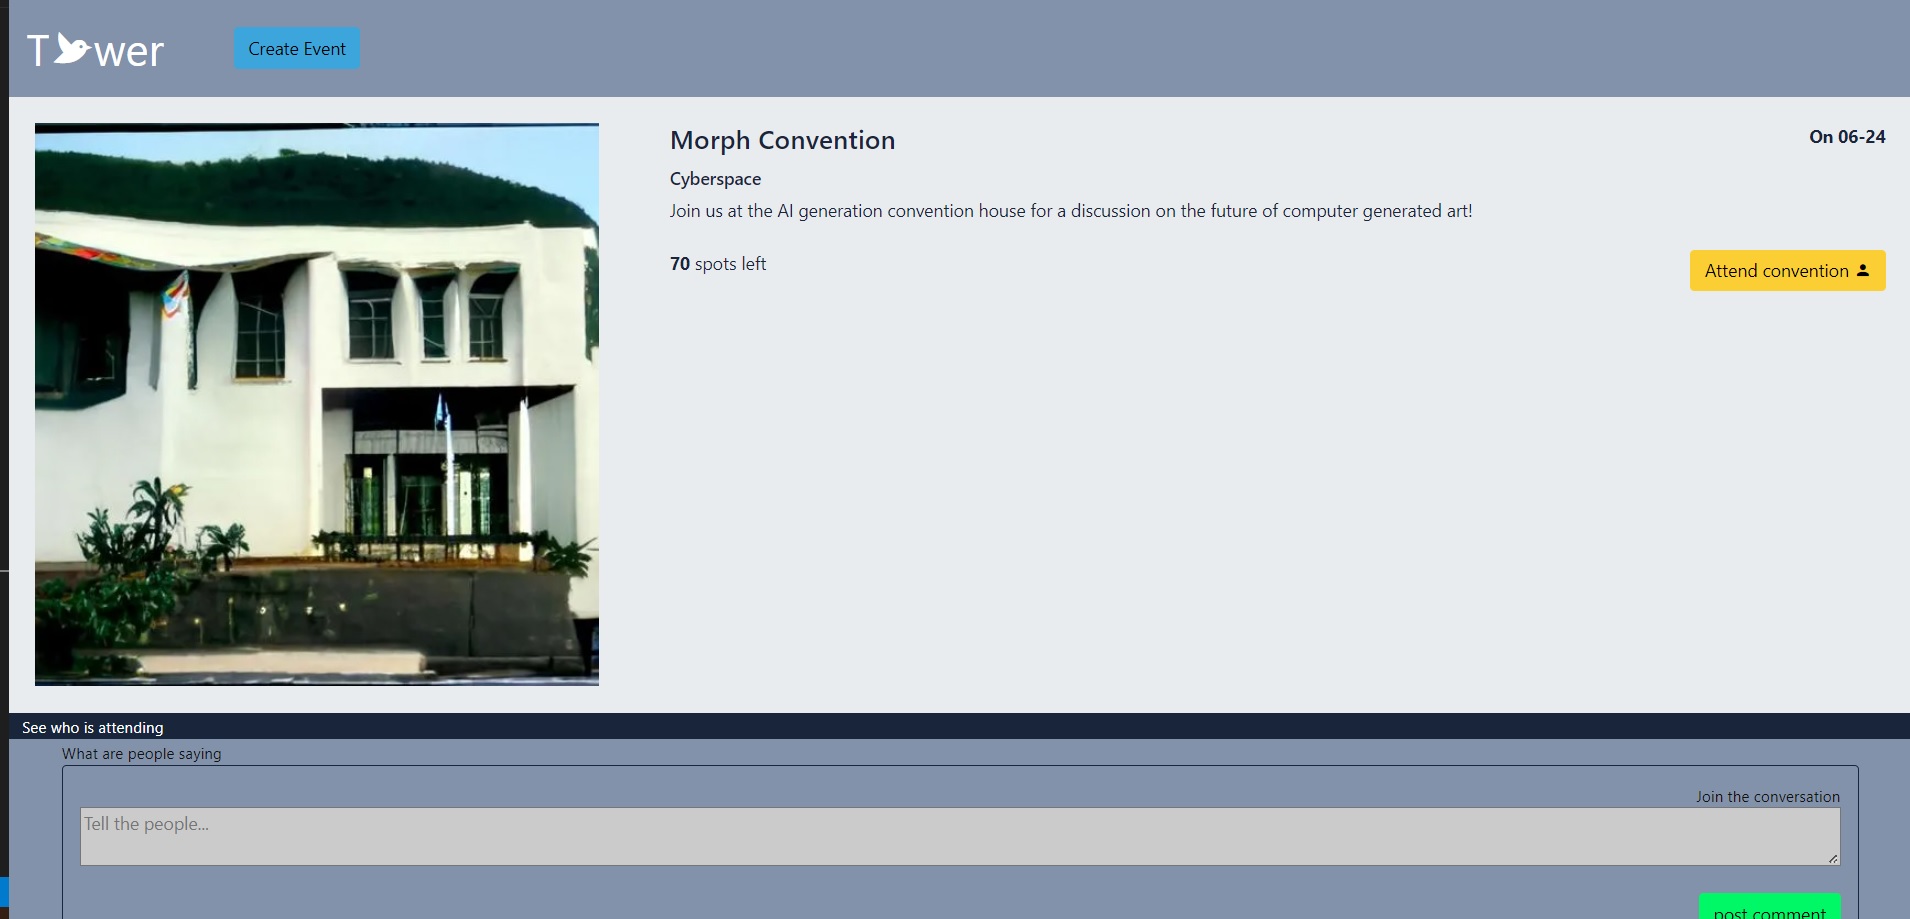 T wer
Create Event
Morph Convention
On 06-24
Cyberspace
Join us at the AI generation convention house for a discussion on the future of computer generated art!
70 spots left
Attend convention
See who is attending
What are people saying
Join the conversation
Tell the people...
post comment